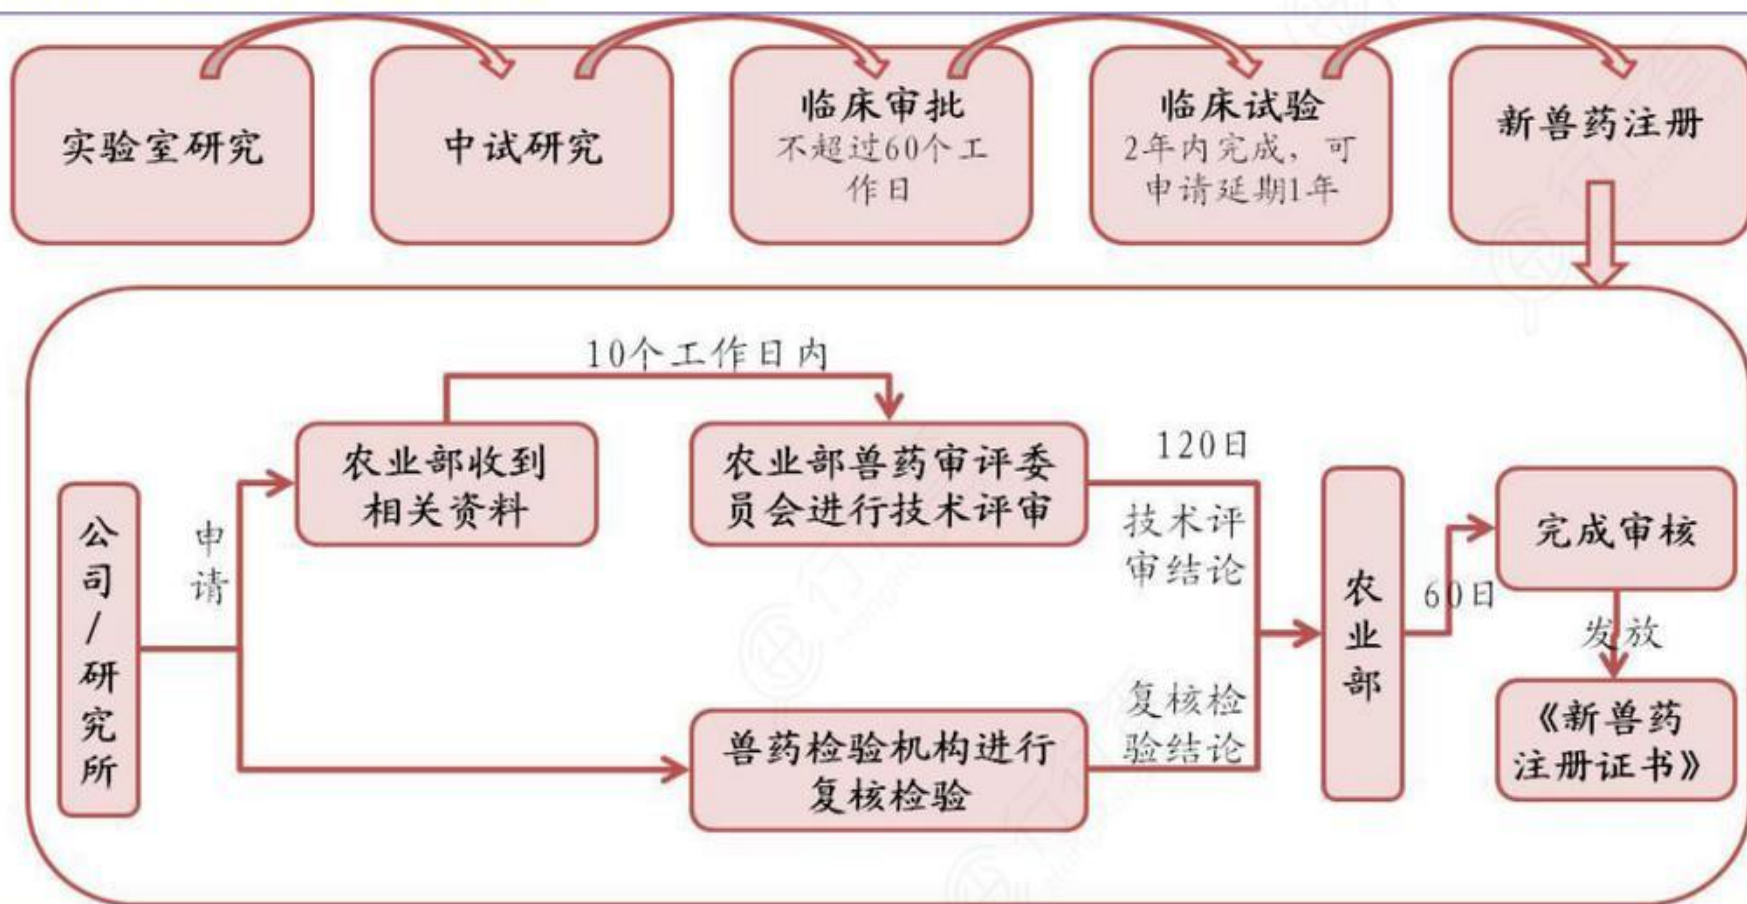 实验室研究
中试研究
临床审批
不超过60个工
作日
临床试验
2年内完成，可
申请延期1年
新兽药注册
10个工作日内
公
司
/
研
究
所
申
请
农业部收到
相关资料
农业部兽药审评委
员会进行技术评审
120日
技术评
审结论
兽药检验机构进行
复核检验
复核检
验结论
农
业
部
60日
完成审核
发放
《新兽药
注册证书》